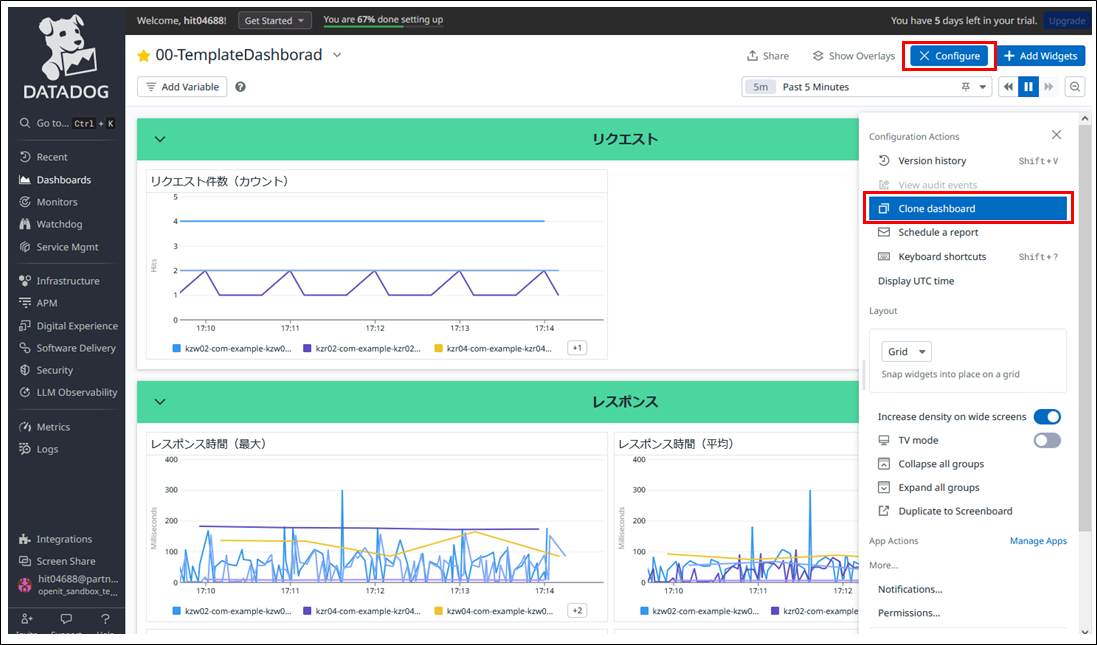 Welcome, hit04688!
Get Started
You are 67% done setting up
You have 5 days left in your trial.
Upgrade
DATADOG
Go to... Ctrl + K
Recent
Dashboards
Monitors
Watchdog
Service Mgmt
Infrastructure
APM
Digital Experience
Software Delivery
Security
LLM Observability
Metrics
Logs
Integrations
Screen Share
hit04688@partn...
openit_sandbox_te...
00-TemplateDashborad
Share
Show Overlays
Configure
Add Widgets
Add Variable
5m Past 5 Minutes
リクエスト
リクエスト件数（カウント）
Hits
5
4
3
2
1
0
17:10 17:11 17:12 17:13 17:14
kzw02-com-example-kzw0... kzr02-com-example-kzr02... kzr04-com-example-kzr04... +1
レスポンス
レスポンス時間（最大）
Milliseconds
400
300
200
100
0
17:10 17:11 17:12 17:13 17:14
kzw02-com-example-kzw0... kzr04-com-example-kzr04... kzw04-com-example-kzw0... +2
レスポンス時間（平均）
Milliseconds
400
300
200
100
0
17:10 17:11 17:12
kzw02-com-example-kzw0... kzr02-com-example-kzr0
Configuration Actions
Version history Shift+V
View audit events
Clone dashboard
Schedule a report
Keyboard shortcuts Shift+?
Display UTC time
Layout
Grid
Snap widgets into place on a grid
Increase density on wide screens
TV mode
Collapse all groups
Expand all groups
Duplicate to Screenboard
App Actions Manage Apps
More...
Notifications...
Permissions...